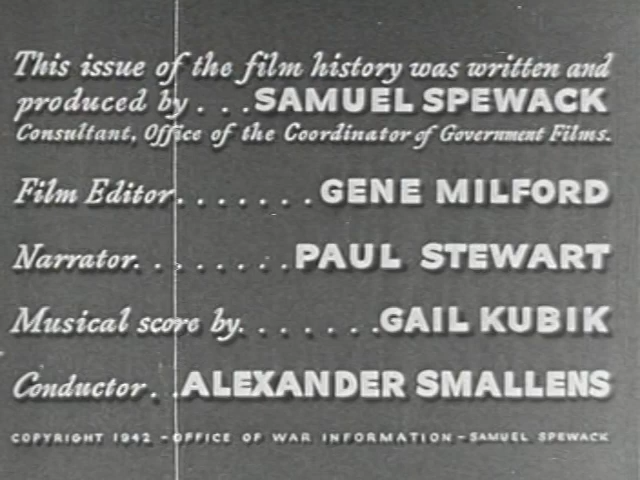 This issue of the film history was written and
produced by . . . SAMUEL SPEWACK
Consultant, Office of the Coordinator of Government Films.
Film Editor . . . . . . . GENE MILFORD
Narrator. . . . . . . . PAUL STEWART
Musical score by. . . . . . . GAIL KUBIK
Conductor. . ALEXANDER SMALLENS
COPYRIGHT 1942 - OFFICE OF WAR INFORMATION - SAMUEL SPEWACK